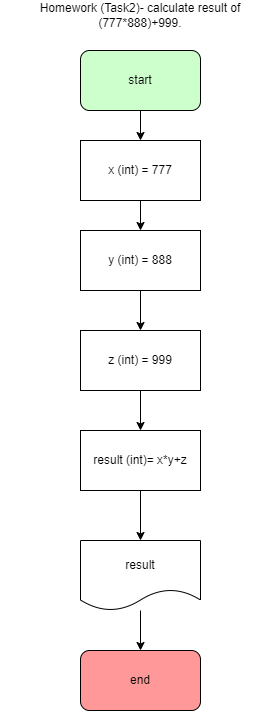 Homework (Task2)- calculate result of
(777*888)+999.
start
x (int) = 777
y (int) = 888
z (int) = 999
result (int)= x*y+z
result
end